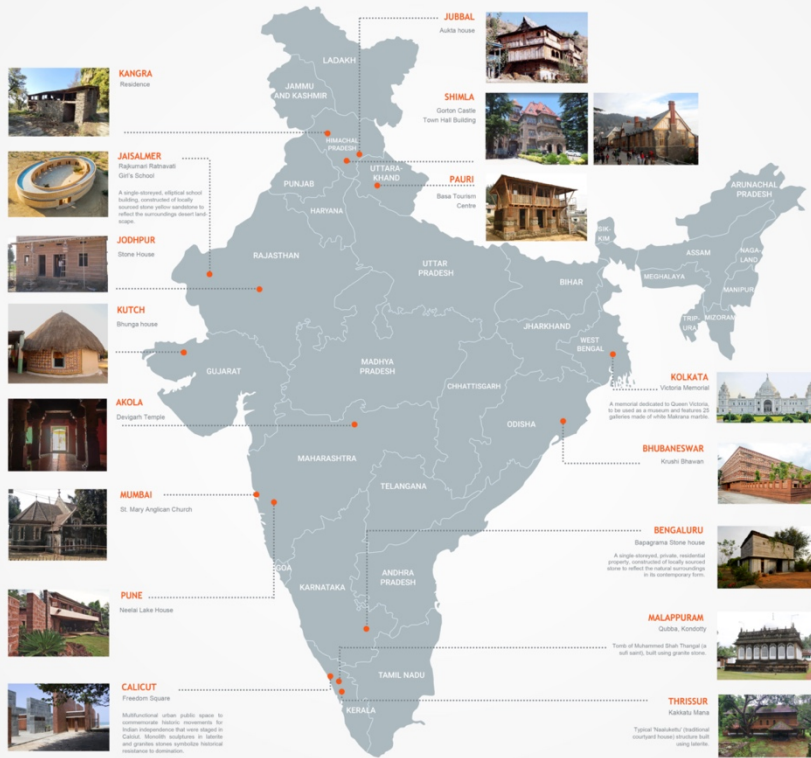 JUBBAL
Aukta house
LADAKH
KANGRA
Residence
JAMMU
AND KASHMIR
SHIMLA
Gorton Castle
Town Hall Building
HIMACHAL
PRADESH
JAISALMER
Rajkumari Ratnavati
Girl's School
A single-storeyed, elliptical school
building, constructed of locally
sourced stone yellow sandstone to
reflect the surroundings desert land-
scape.
UTTARA-
KHAND
PAURI
Basa Tourism
Centre
PUNJAB
HARYANA
ARUNACHAL
PRADESH
SIK-
KIM
ASSAM
NAGA-
LAND
MEGHALAYA
MANIPUR
TRIP-
URA
MIZORAM
JODHPUR
Stone House
RAJASTHAN
UTTAR
PRADESH
BIHAR
KUTCH
Bhunga house
JHARKHAND
WEST
BENGAL
GUJARAT
MADHYA
PRADESH
CHHATTISGARH
KOLKATA
Victoria Memorial
A memorial dedicated to Queen Victoria,
to be used as a museum and features 25
galleries made of white Makrana marble.
AKOLA
Devigarh Temple
ODISHA
BHUBANESWAR
Krushi Bhawan
MAHARASHTRA
TELANGANA
MUMBAI
St. Mary Anglican Church
BENGALURU
Bapagrama Stone house
A single-storeyed, private, residential
property, constructed of locally sourced
stone to reflect the natural surroundings
in its contemporary form.
GOA
KARNATAKA
ANDHRA
PRADESH
PUNE
Neelai Lake House
MALAPPURAM
Qubba, Kondotty
Tomb of Muhammed Shah Thangal (a
sufi saint), built using granite stone.
TAMIL NADU
CALICUT
Freedom Square
Multifunctional urban public space to
commemorate historic movements for
Indian independence that were staged in
Calicut. Monolith sculptures in laterite
and granites stones symbolize historical
resistance to domination.
KERALA
THRISSUR
Kakkatu Mana
Typical 'Naalukettu' (traditional
courtyard house) structure built
using laterite.